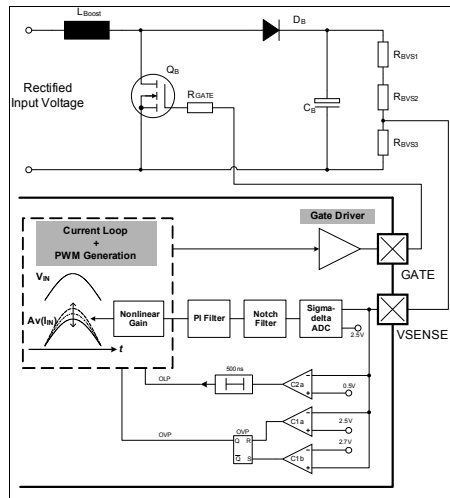 LBoost
DB
RBVS1
QB
RGATE
Rectified
Input Voltage
RBVS2
CB
RBVS3
Current Loop
+
PWM Generation
Gate Driver
GATE
VIN
Av(IIN)
t
Nonlinear
Gain
PI Filter
Notch
Filter
Sigma-
delta
ADC
2.5V
VSENSE
500ns
OLP
C2a
0.5V
OVP
OVP
Q R
Q S
C1a
2.5V
C1b
2.7V